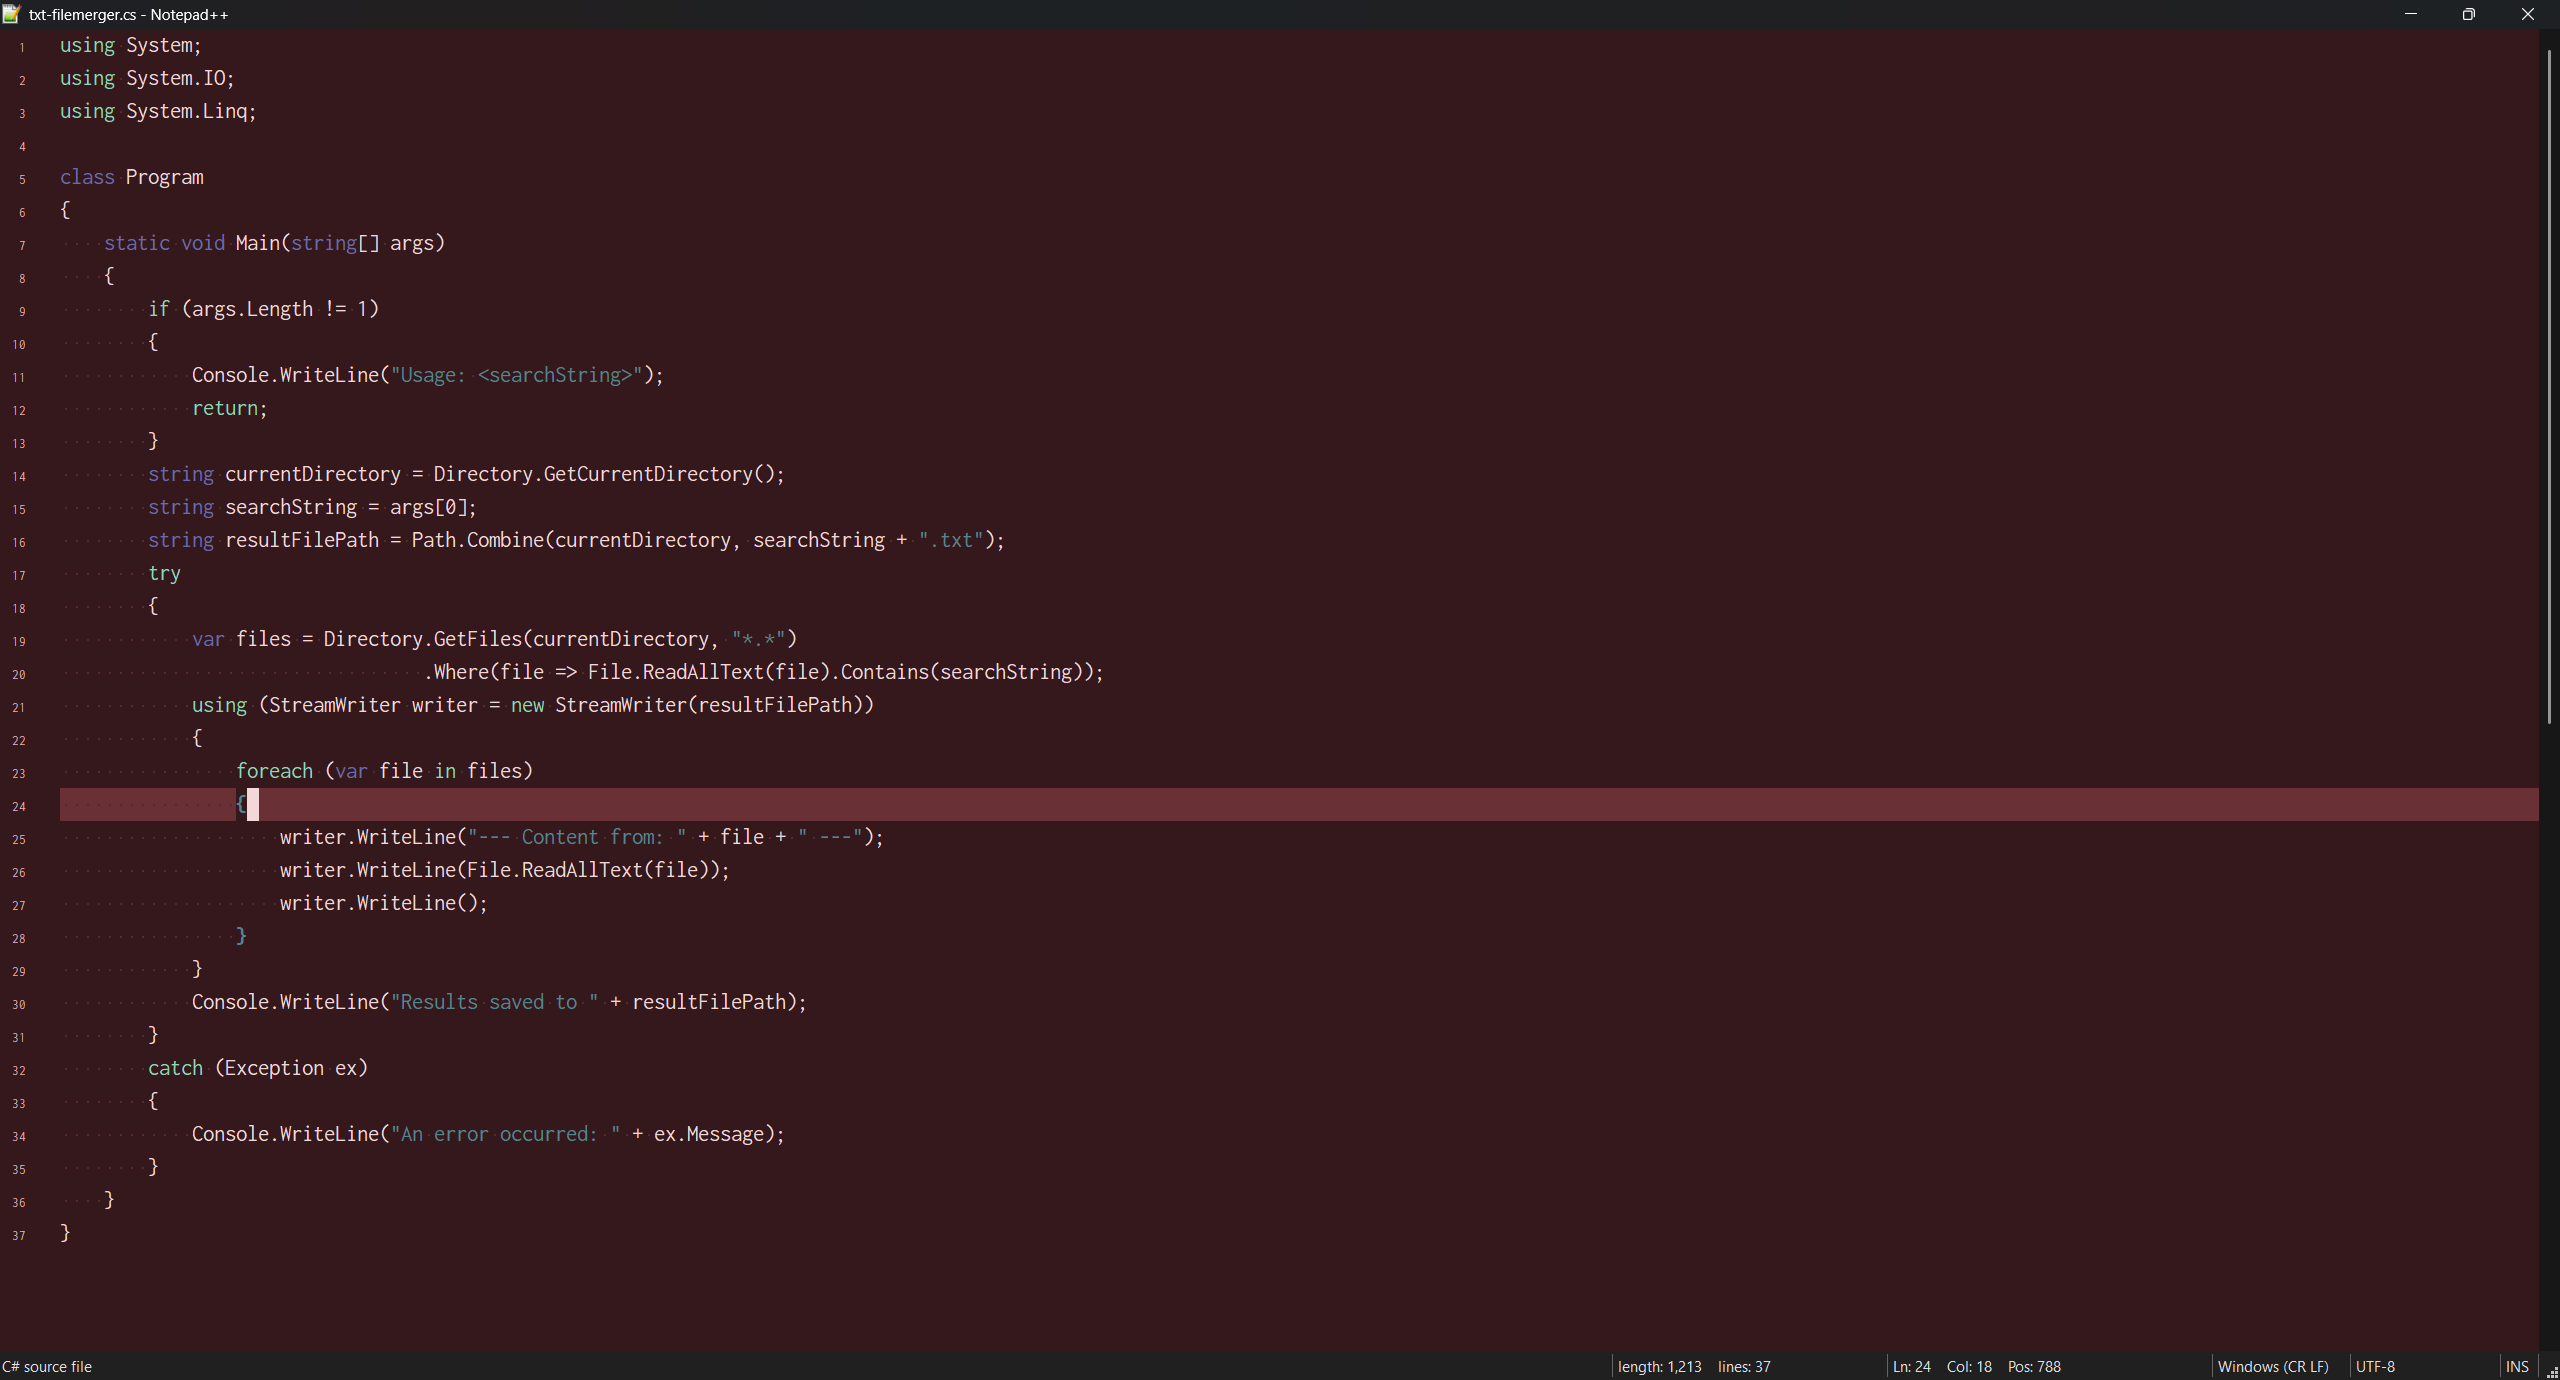 txt-filemerger.cs - Notepad++
1 using System;
2 using System.IO;
3 using System.Linq;
4
5 class Program
6 {
7     static void Main(string[] args)
8     {
9         if (args.Length != 1)
10         {
11             Console.WriteLine("Usage: <searchString>");
12             return;
13         }
14         string currentDirectory = Directory.GetCurrentDirectory();
15         string searchString = args[0];
16         string resultFilePath = Path.Combine(currentDirectory, searchString + ".txt");
17         try
18         {
19             var files = Directory.GetFiles(currentDirectory, "*.*")
20                                  .Where(file => File.ReadAllText(file).Contains(searchString));
21             using (StreamWriter writer = new StreamWriter(resultFilePath))
22             {
23                 foreach (var file in files)
24                 {
25                     writer.WriteLine("--- Content from: " + file + " ---");
26                     writer.WriteLine(File.ReadAllText(file));
27                     writer.WriteLine();
28                 }
29             }
30             Console.WriteLine("Results saved to " + resultFilePath);
31         }
32         catch (Exception ex)
33         {
34             Console.WriteLine("An error occurred: " + ex.Message);
35         }
36     }
37 }
C# source file length: 1,213 lines: 37 Ln: 24 Col: 18 Pos: 788 Windows (CR LF) UTF-8 INS